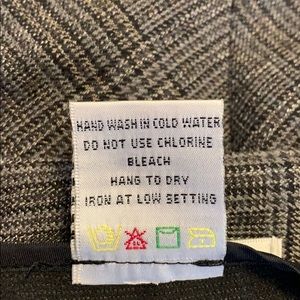 HAND WASH IN COLD WATER
DO NOT USE CHLORINE
BLEACH
HANG TO DRY
IRON AT LOW SETTING